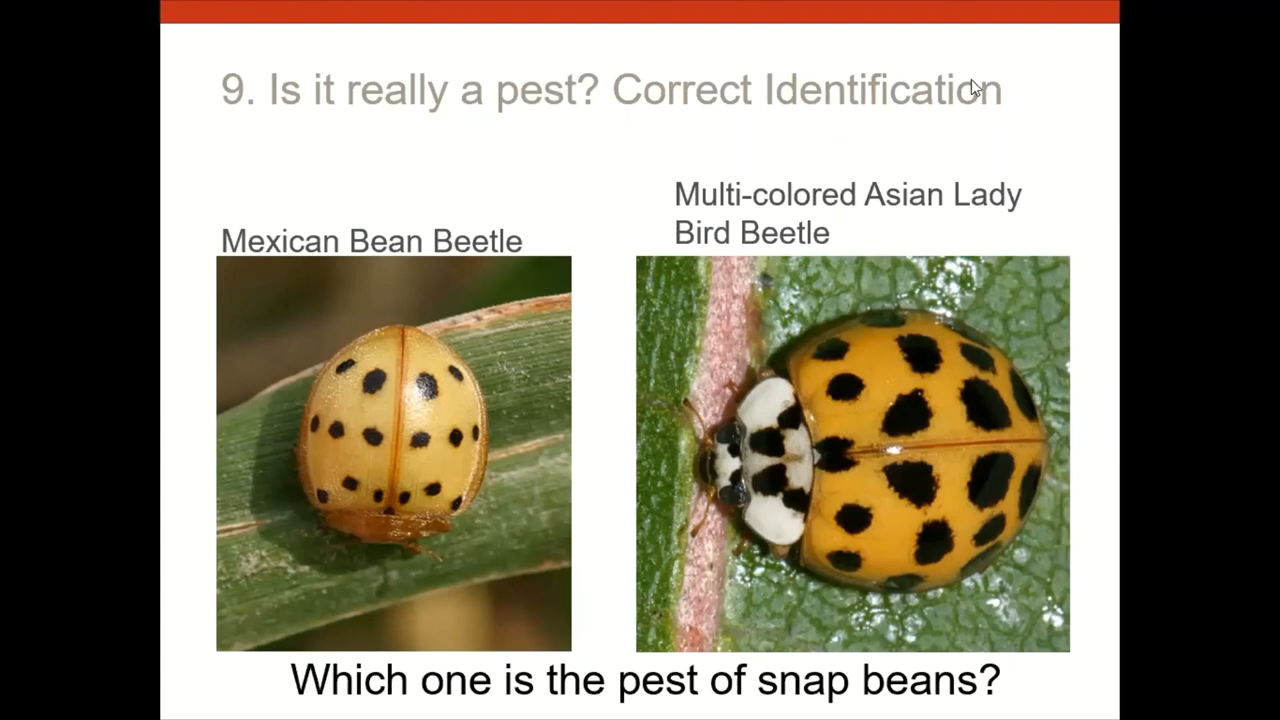 9. Is it really a pest? Correct Identification
Mexican Bean Beetle
Multi-colored Asian Lady
Bird Beetle
Which one is the pest of snap beans?